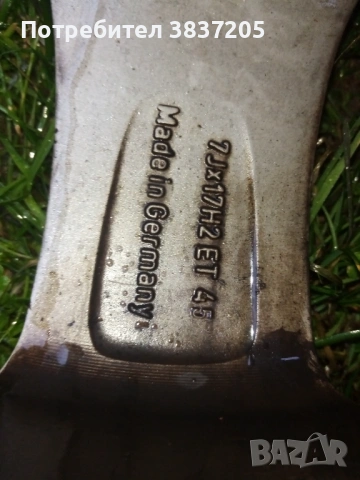 Потребител 3837205
7Jx17H2 ET 45
Made in Germany.
BAZAR